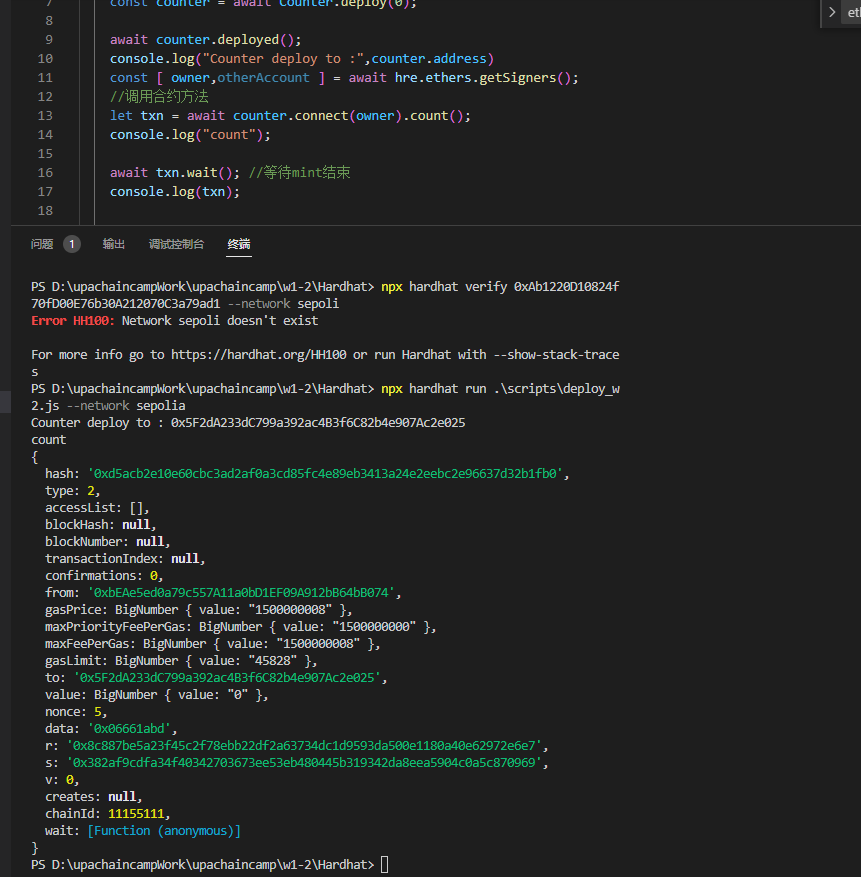 7 const counter = await Counter.deploy(0);
8
9 await counter.deployed();
10 console.log("Counter deploy to :",counter.address)
11 const [ owner,otherAccount ] = await hre.ethers.getSigners();
12 //调用合约方法
13 let txn = await counter.connect(owner).count();
14 console.log("count");
15
16 await txn.wait(); //等待mint结束
17 console.log(txn);
18
> eth
问题 1 输出 调试控制台 终端
PS D:\upachaincampWork\upachaincamp\w1-2\Hardhat> npx hardhat verify 0xAb1220D10824f
70fD00E76b30A212070C3a79ad1 --network sepoli
Error HH100: Network sepoli doesn't exist
For more info go to https://hardhat.org/HH100 or run Hardhat with --show-stack-trace
s
PS D:\upachaincampWork\upachaincamp\w1-2\Hardhat> npx hardhat run .\scripts\deploy_w
2.js --network sepolia
Counter deploy to : 0x5F2dA233dC799a392ac4B3f6C82b4e907Ac2e025
count
{
hash: '0xd5acb2e10e60cbc3ad2af0a3cd85fc4e89eb3413a24e2eebc2e96637d32b1fb0',
type: 2,
accessList: [],
blockHash: null,
blockNumber: null,
transactionIndex: null,
confirmations: 0,
from: '0xbEAe5ed0a79c557A11a0bD1EF09A912bB64bB074',
gasPrice: BigNumber { value: "1500000008" },
maxPriorityFeePerGas: BigNumber { value: "1500000000" },
maxFeePerGas: BigNumber { value: "1500000008" },
gasLimit: BigNumber { value: "45828" },
to: '0x5F2dA233dC799a392ac4B3f6C82b4e907Ac2e025',
value: BigNumber { value: "0" },
nonce: 5,
data: '0x06661abd',
r: '0x8c887be5a23f45c2f78ebb22df2a63734dc1d9593da500e1180a40e62972e6e7',
s: '0x382af9cdfa34f40342703673ee53eb480445b319342da8eea5904c0a5c870969',
v: 0,
creates: null,
chainId: 11155111,
wait: [Function (anonymous)]
}
PS D:\upachaincampWork\upachaincamp\w1-2\Hardhat>